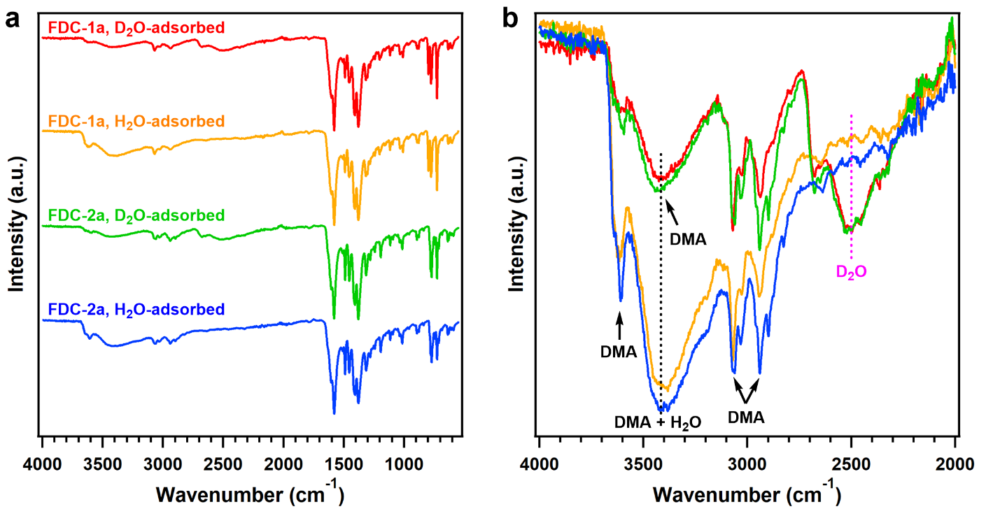 a
FDC-1a, D₂O-adsorbed
FDC-1a, H₂O-adsorbed
FDC-2a, D₂O-adsorbed
FDC-2a, H₂O-adsorbed
Intensity (a.u.)
4000 3500 3000 2500 2000 1500 1000
Wavenumber (cm⁻¹)
b
DMA
D₂O
DMA
DMA + H₂O
DMA
Intensity (a.u.)
4000 3500 3000 2500 2000
Wavenumber (cm⁻¹)